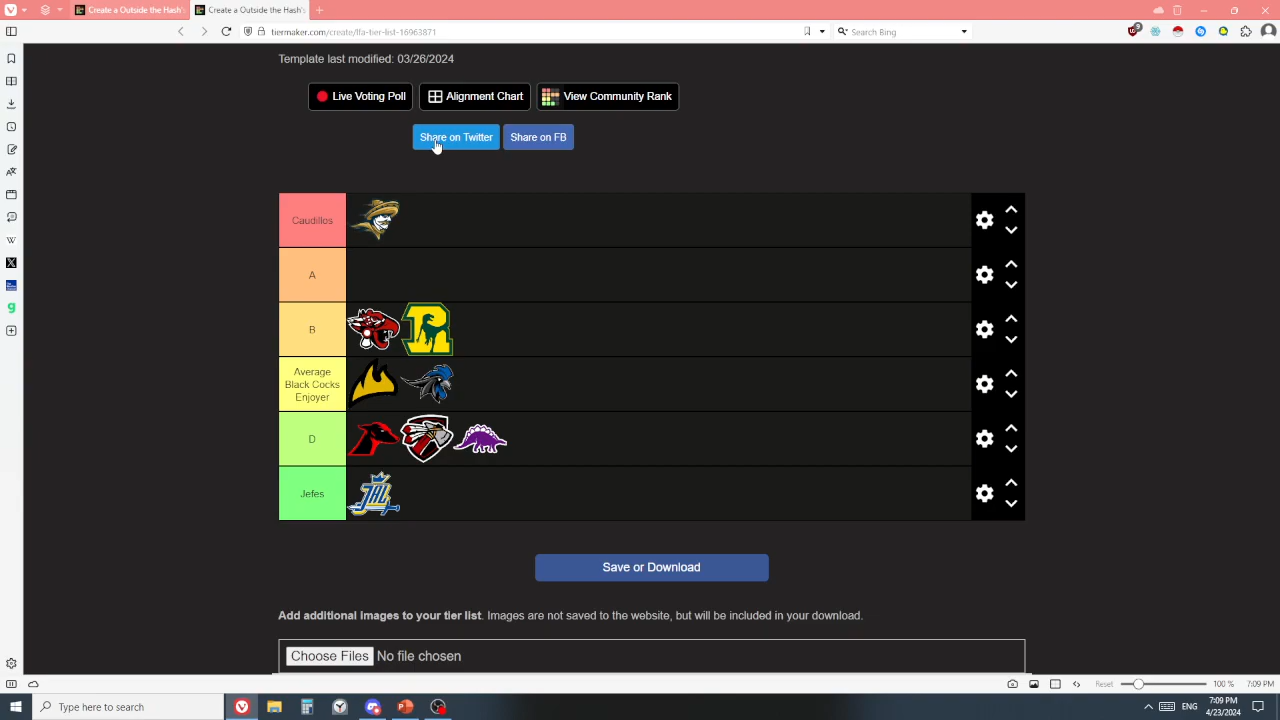 Create a Outside the Hash's
Create a Outside the Hash's
tiermaker.com/create/lfa-tier-list-16963871
Search Bing
9
Template last modified: 03/26/2024
Live Voting Poll
Alignment Chart
View Community Rank
Share on Twitter
Share on FB
Caudillos
A
B
R
Average
Black Cocks
Enjoyer
D
Jefes
JAL
Save or Download
Add additional images to your tier list. Images are not saved to the website, but will be included in your download.
Choose Files No file chosen
Reset
100 %
7:09 PM
Type here to search
ENG
7:09 PM
4/23/2024